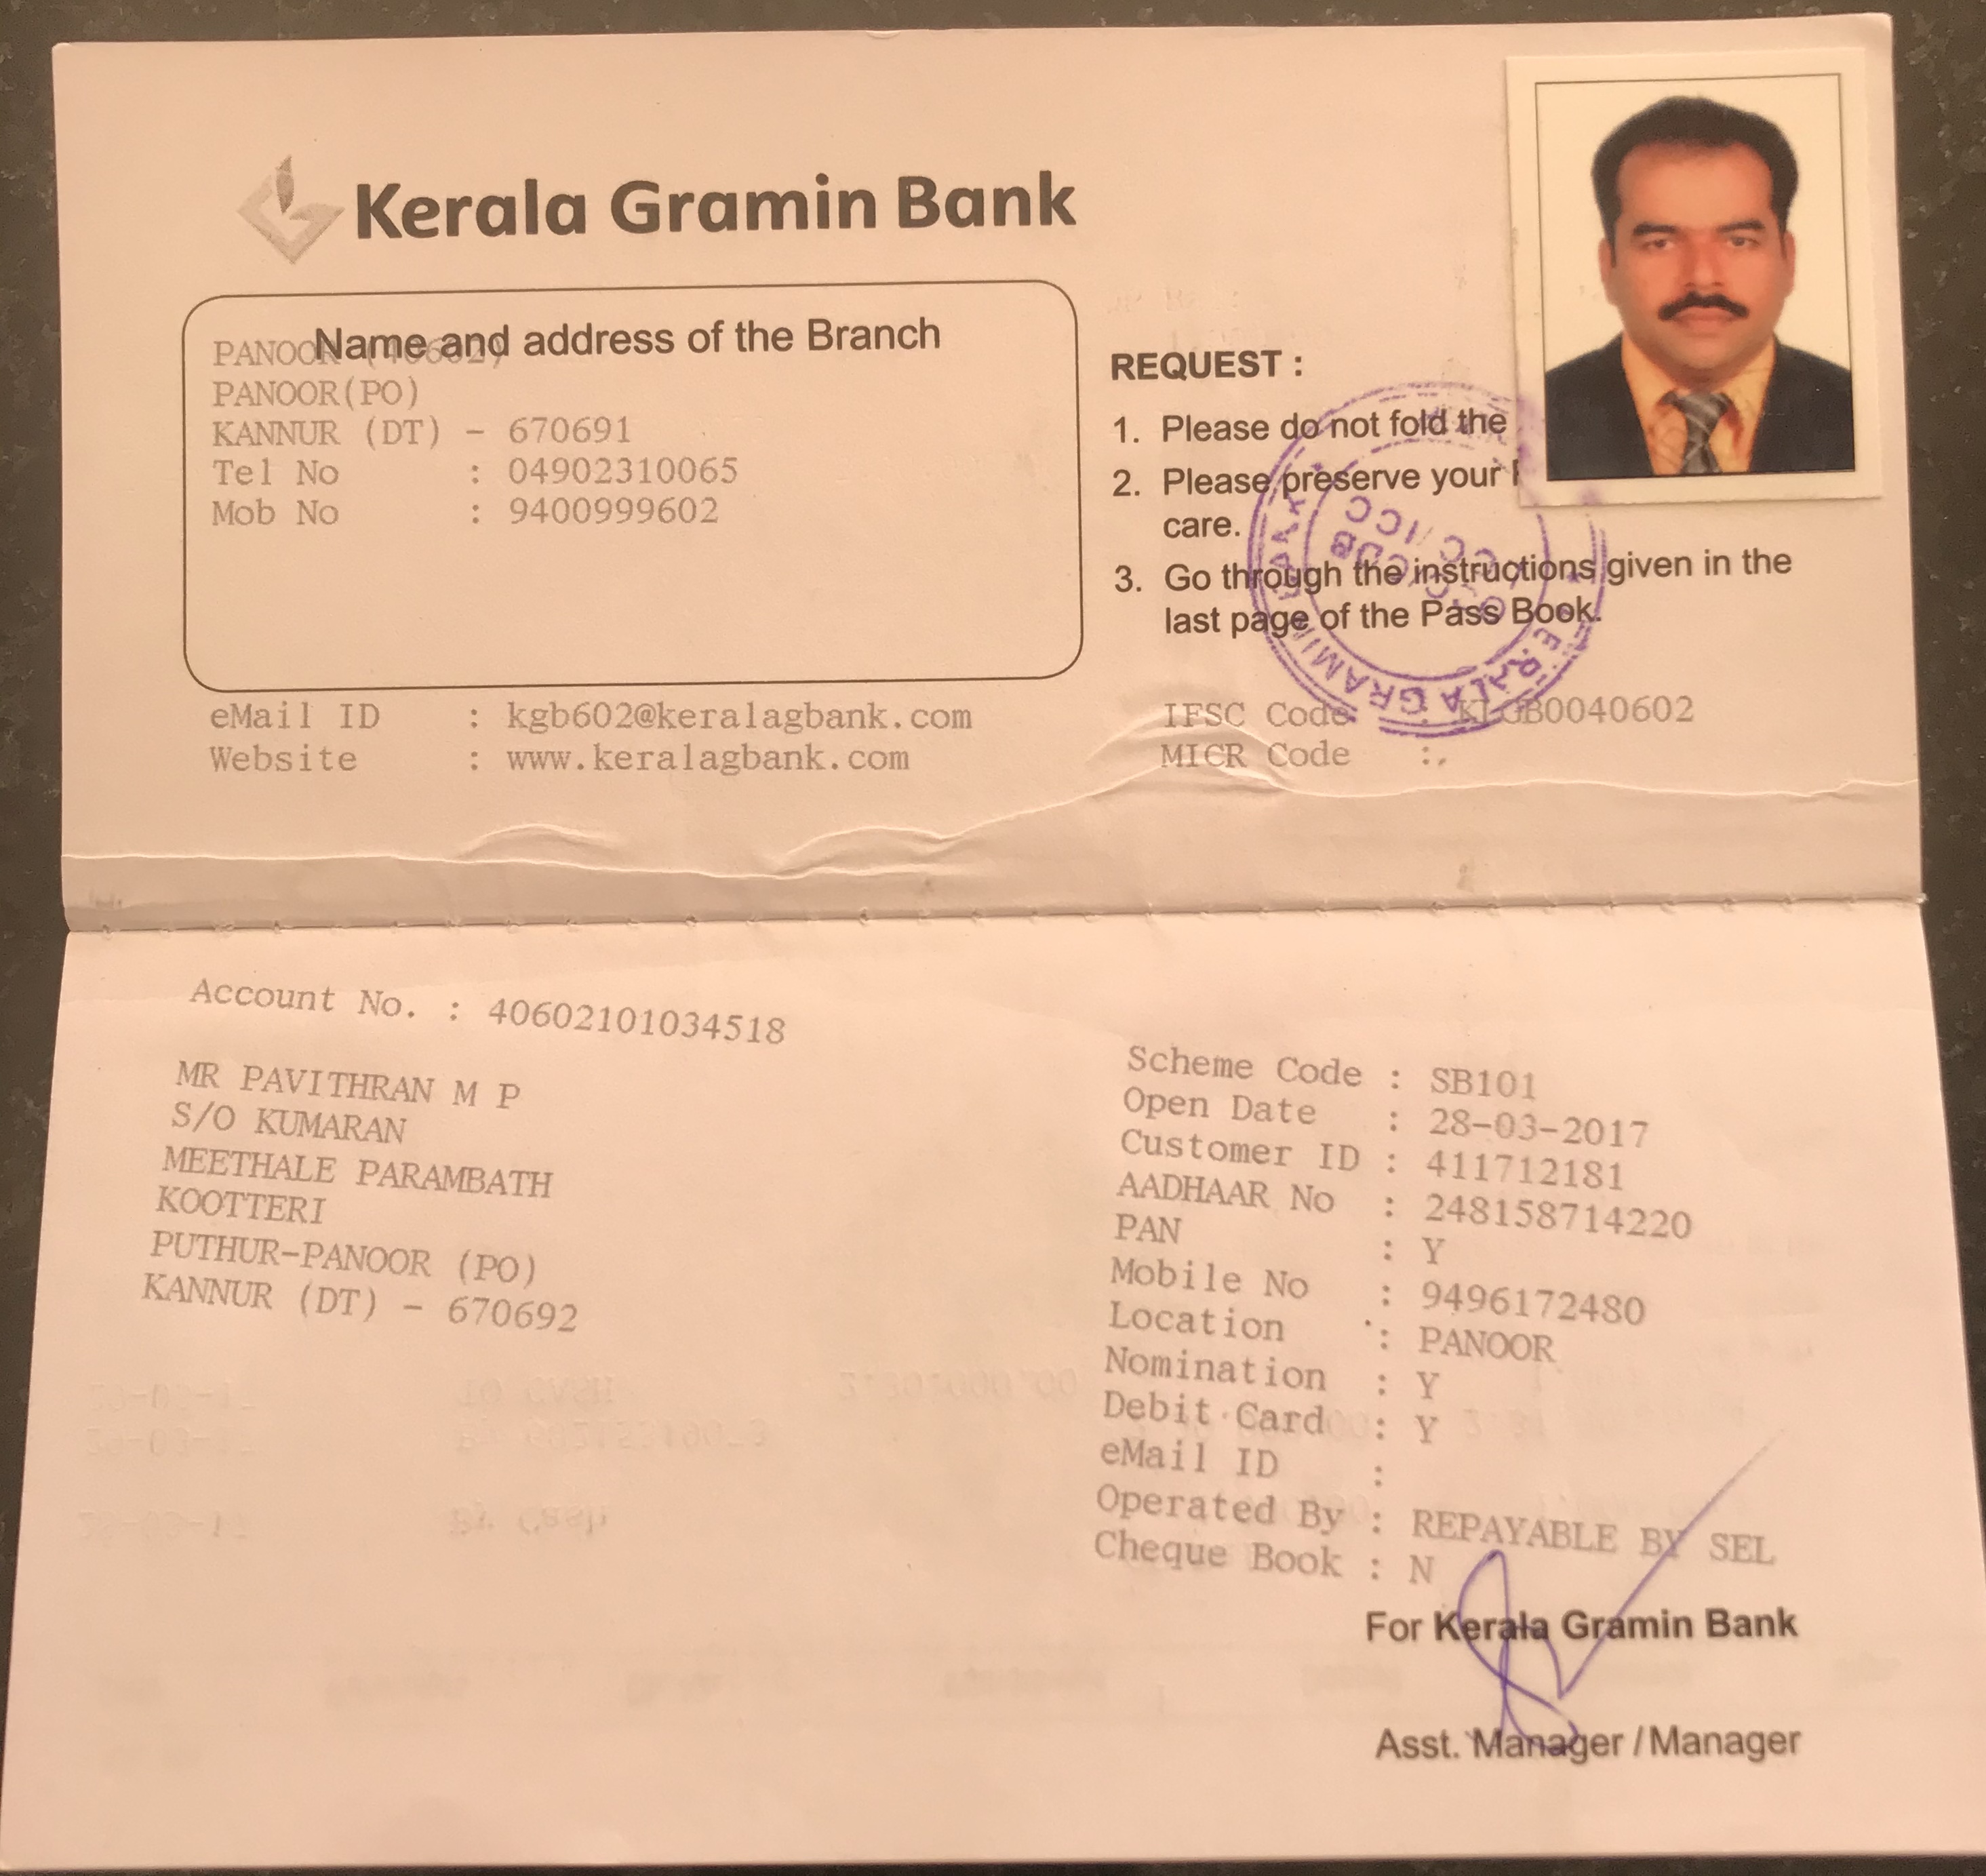 Kerala Gramin Bank
Name and address of the Branch
PANOOR (40602)
PANOOR(PO)
KANNUR (DT) - 670691
Tel No : 04902310065
Mob No : 9400999602
eMail ID : kgb602@keralagbank.com
Website : www.keralagbank.com
REQUEST :
1. Please do not fold the
2. Please preserve your
care.
3. Go through the instructions given in the
last page of the Pass Book.
KERALA GRAMIN BANK
IFSC Code : KLGB0040602
MICR Code :
Account No. : 40602101034518
MR PAVITHRAN M P
S/O KUMARAN
MEETHALE PARAMBATH
KOOTTERI
PUTHUR-PANOOR (PO)
KANNUR (DT) - 670692
Scheme Code : SB101
Open Date : 28-03-2017
Customer ID : 411712181
AADHAAR No : 248158714220
PAN : Y
Mobile No : 9496172480
Location : PANOOR
Nomination : Y
Debit Card : Y
eMail ID :
Operated By : REPAYABLE BY SEL
Cheque Book : N
For Kerala Gramin Bank
Asst. Manager / Manager